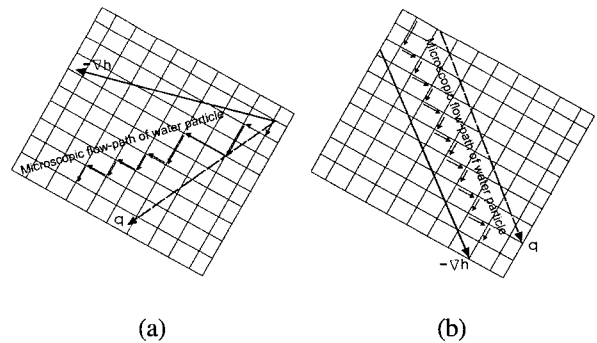 -∇h
Microscopic flow-path of water particle
q
(a)
Microscopic flow-path of water particle
q
-∇h
(b)